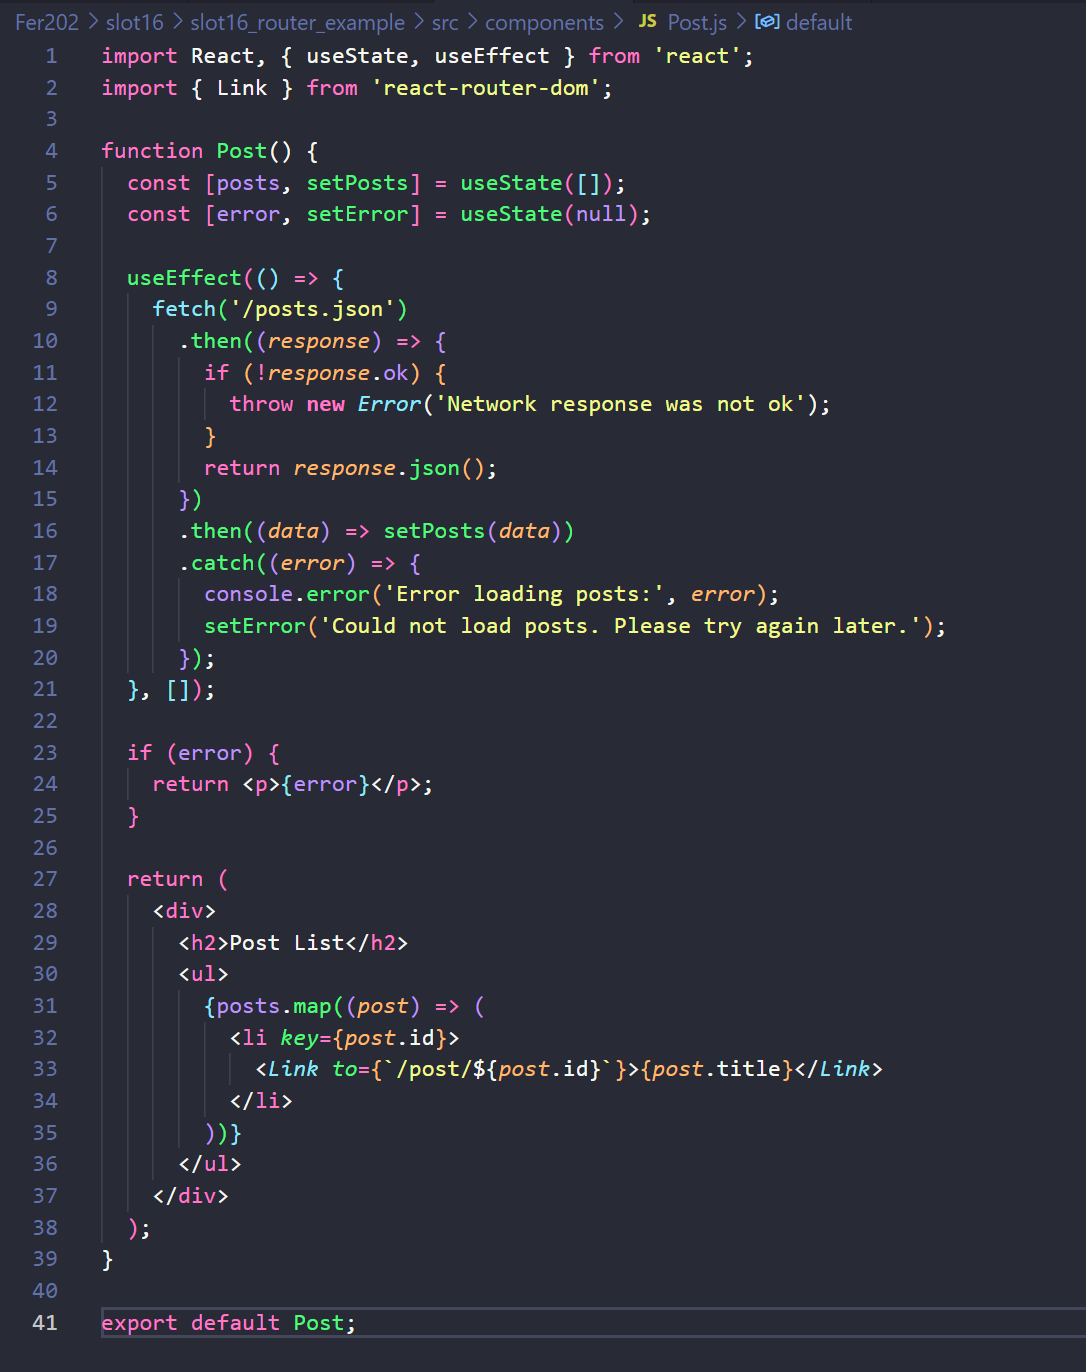 Fer202 > slot16 > slot16_router_example > src > components > JS Post.js > default
1 import React, { useState, useEffect } from 'react';
2 import { Link } from 'react-router-dom';
3
4 function Post() {
5   const [posts, setPosts] = useState([]);
6   const [error, setError] = useState(null);
7
8   useEffect(() => {
9     fetch('/posts.json')
10       .then((response) => {
11         if (!response.ok) {
12           throw new Error('Network response was not ok');
13         }
14         return response.json();
15       })
16       .then((data) => setPosts(data))
17       .catch((error) => {
18         console.error('Error loading posts:', error);
19         setError('Could not load posts. Please try again later.');
20       });
21   }, []);
22
23   if (error) {
24     return <p>{error}</p>;
25   }
26
27   return (
28     <div>
29       <h2>Post List</h2>
30       <ul>
31         {posts.map((post) => (
32           <li key={post.id}>
33             <Link to={`/post/${post.id}`}>{post.title}</Link>
34           </li>
35         ))}
36       </ul>
37     </div>
38   );
39 }
40
41 export default Post;